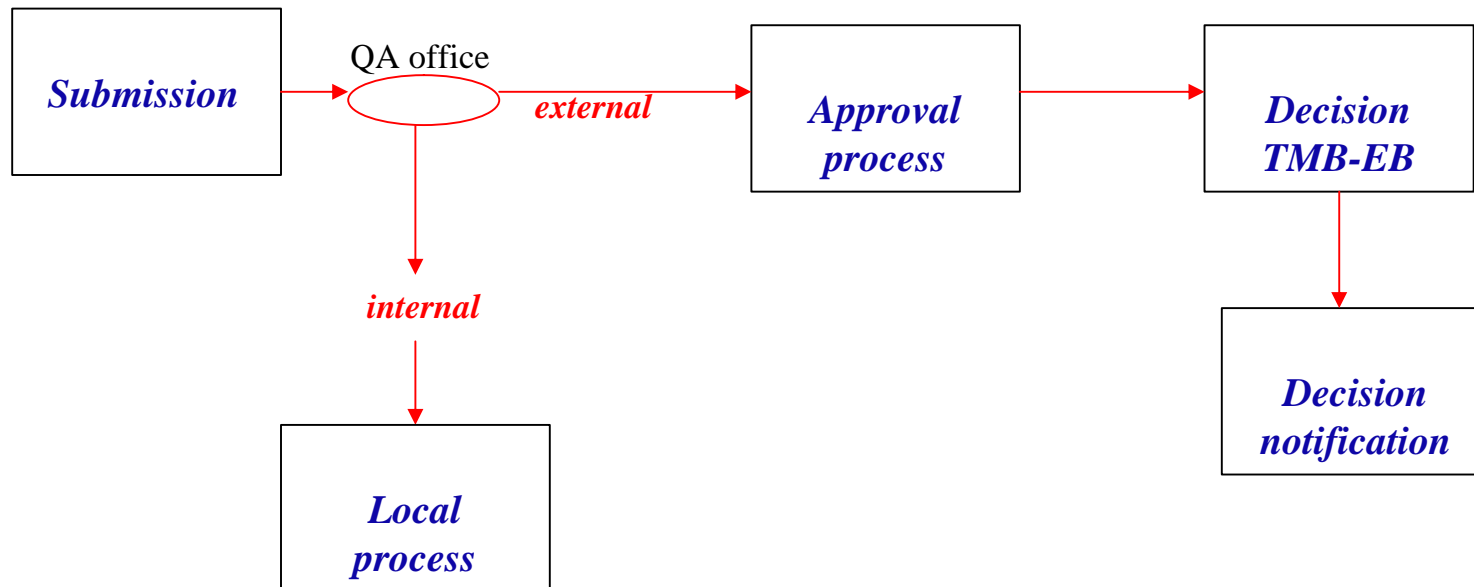 QA office
Submission
external
Approval
process
Decision
TMB-EB
internal
Decision
notification
Local
process